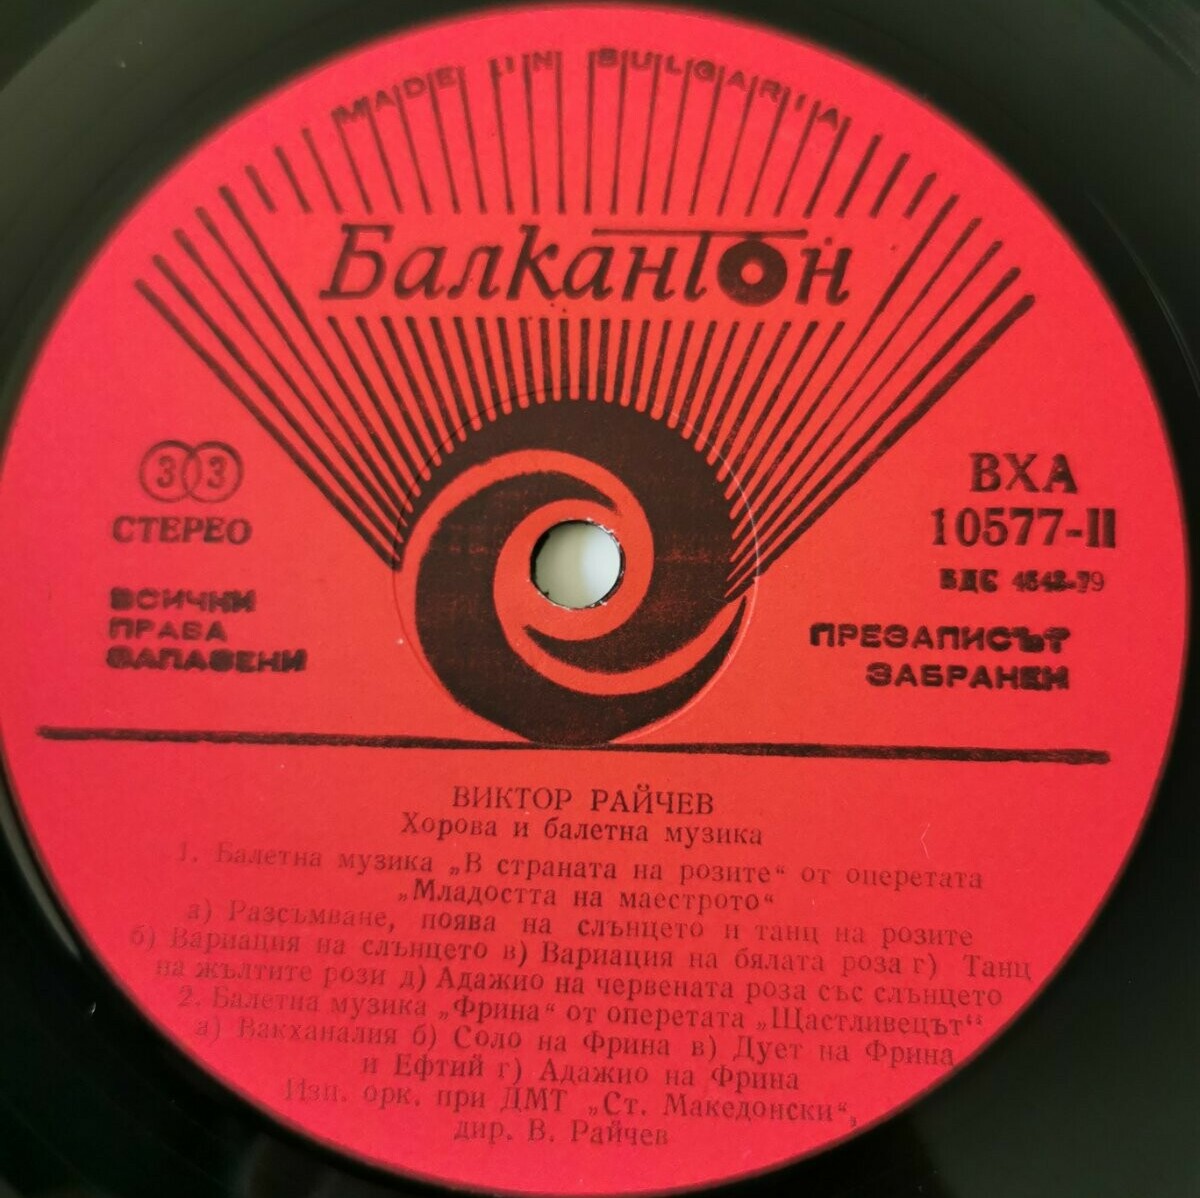 MADE IN BULGARIA
Балкантон
33
СТЕРЕО
ВСИЧКИ
ПРАВА
ЗАПАЗЕНИ
ВХА
10577-II
БДС 4543-79
ПРЕЗАПИСЪТ
ЗАБРАНЕН
ВИКТОР РАЙЧЕВ
Хорова и балетна музика
1. Балетна музика „В страната на розите“ от оперетата
„Младостта на маестрото“
а) Разсъмване, поява на слънцето и танц на розите
б) Вариация на слънцето в) Вариация на бялата роза г) Танц
на жълтите рози д) Адажио на червената роза със слънцето
2. Балетна музика „Фрина“ от оперетата „Щастливецът“
а) Вакханалия б) Соло на Фрина в) Дует на Фрина
и Ефтий г) Адажио на Фрина
Изп. орк. при ДМТ „Ст. Македонски“,
дир. В. Райчев